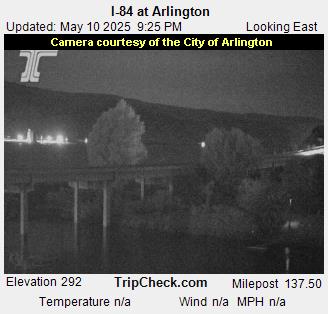 I-84 at Arlington
Updated: May 10 2025 9:25 PM Looking East
Camera courtesy of the City of Arlington
Elevation 292 TripCheck.com Milepost 137.50
Temperature n/a Wind n/a MPH n/a